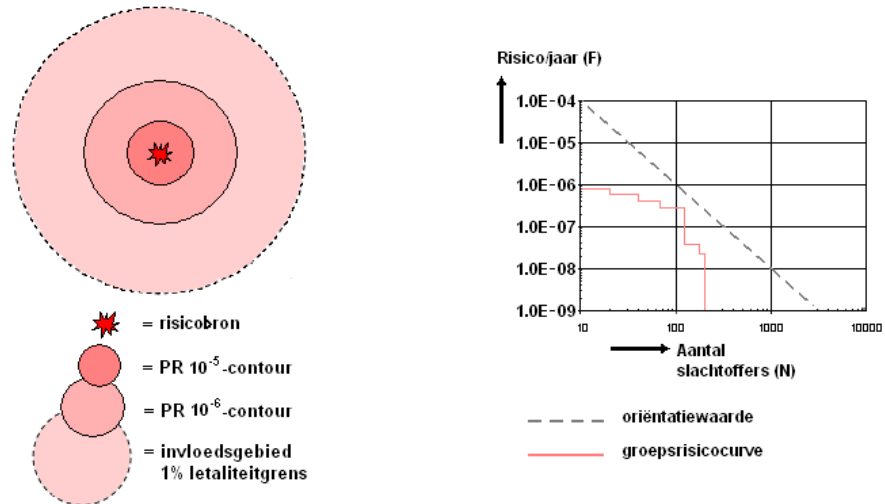 = risicobron
= PR 10⁻⁵-contour
= PR 10⁻⁶-contour
= invloedsgebied
1% letaliteitgrens
Risico/jaar (F)
1.0E-04
1.0E-05
1.0E-06
1.0E-07
1.0E-08
1.0E-09
10 100 1000 10000
Aantal
slachtoffers (N)
oriëntatiewaarde
groepsrisicocurve